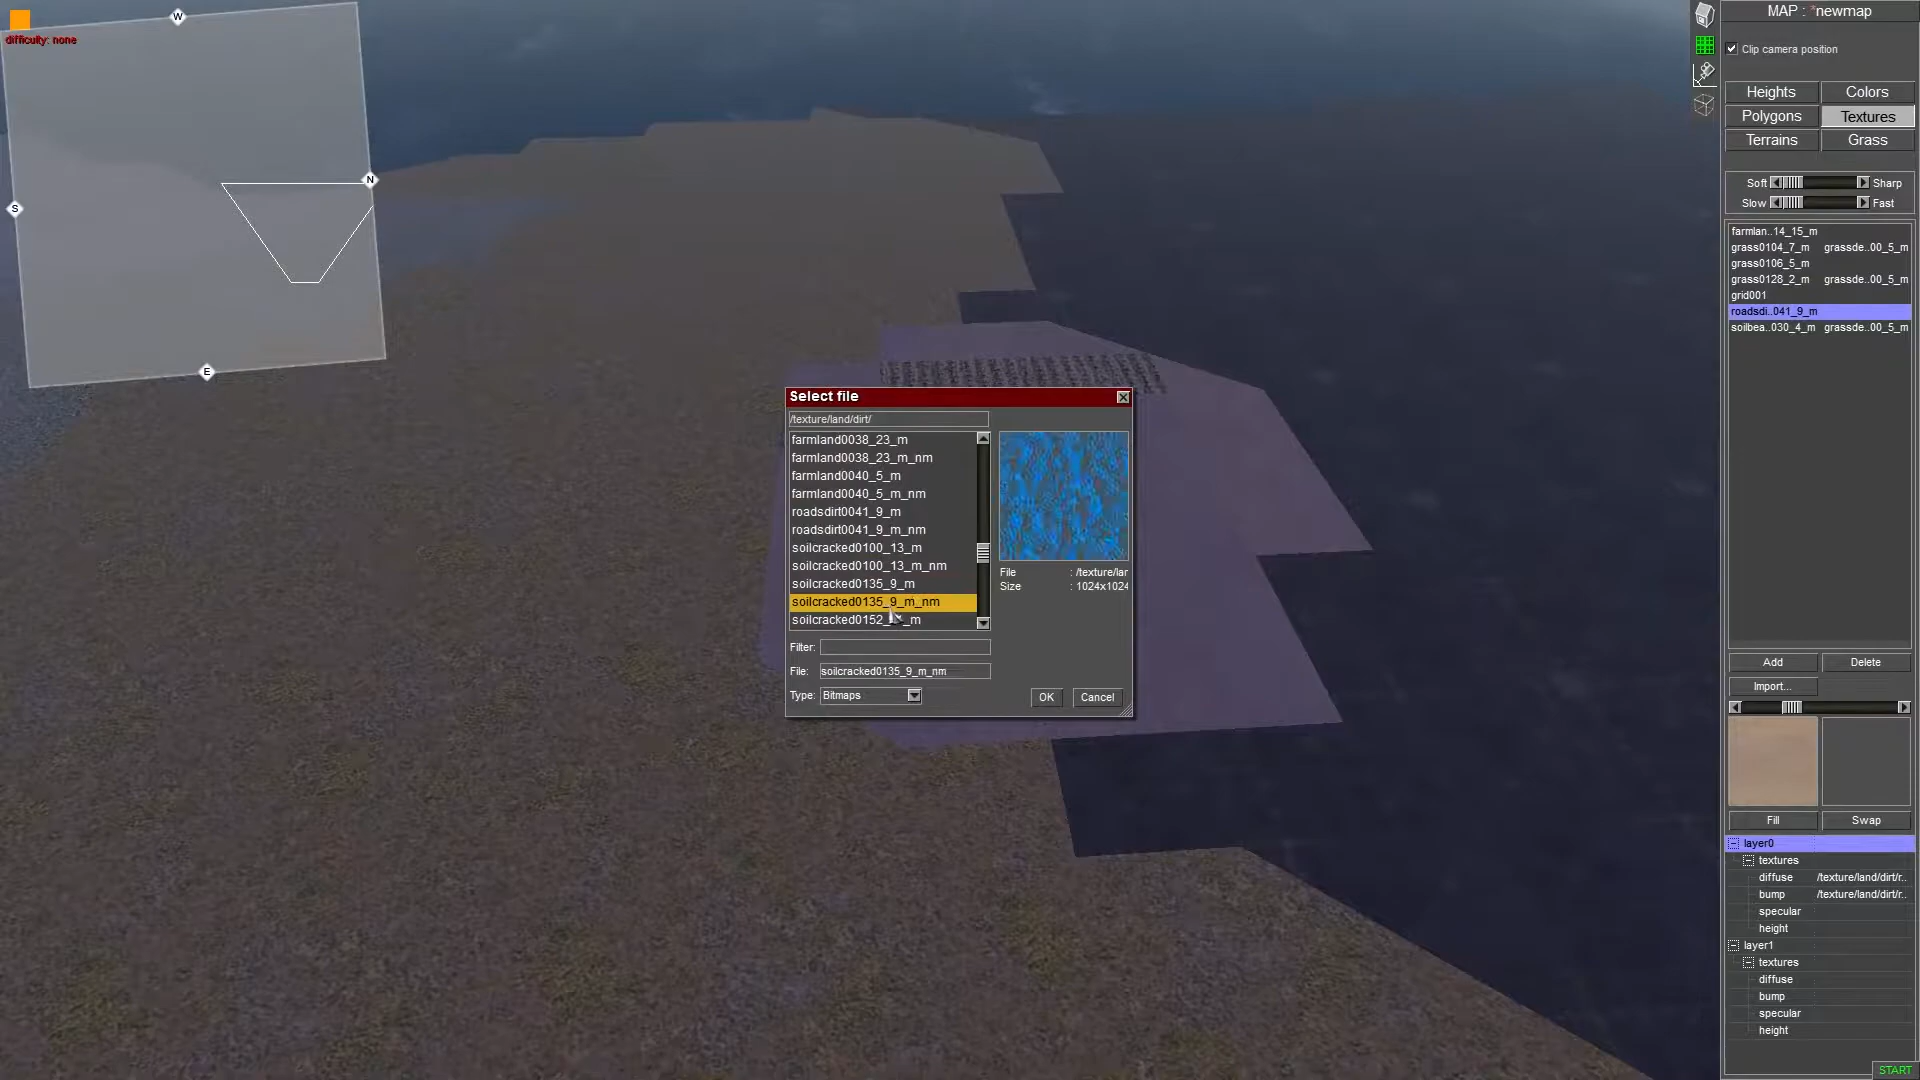 W
difficulty: none
N
S
E
MAP : *newmap
Clip camera position
Heights
Colors
Polygons
Textures
Terrains
Grass
Soft
Sharp
Slow
Fast
farmlan..14_15_m
grass0104_7_m grassde..00_5_m
grass0106_5_m
grass0128_2_m grassde..00_5_m
grid001
roadsdi..041_9_m
soilbea..030_4_m grassde..00_5_m
Add
Delete
Import...
Fill
Swap
layer0
textures
diffuse /texture/land/dirt/r..
bump /texture/land/dirt/r..
specular
height
layer1
textures
diffuse
bump
specular
height
START
Select file
/texture/land/dirt/
farmland0038_23_m
farmland0038_23_m_nm
farmland0040_5_m
farmland0040_5_m_nm
roadsdirt0041_9_m
roadsdirt0041_9_m_nm
soilcracked0100_13_m
soilcracked0100_13_m_nm
soilcracked0135_9_m
soilcracked0135_9_m_nm
File : /texture/lar
Size : 1024x1024
Filter:
File: soilcracked0135_9_m_nm
Type: Bitmaps
OK
Cancel